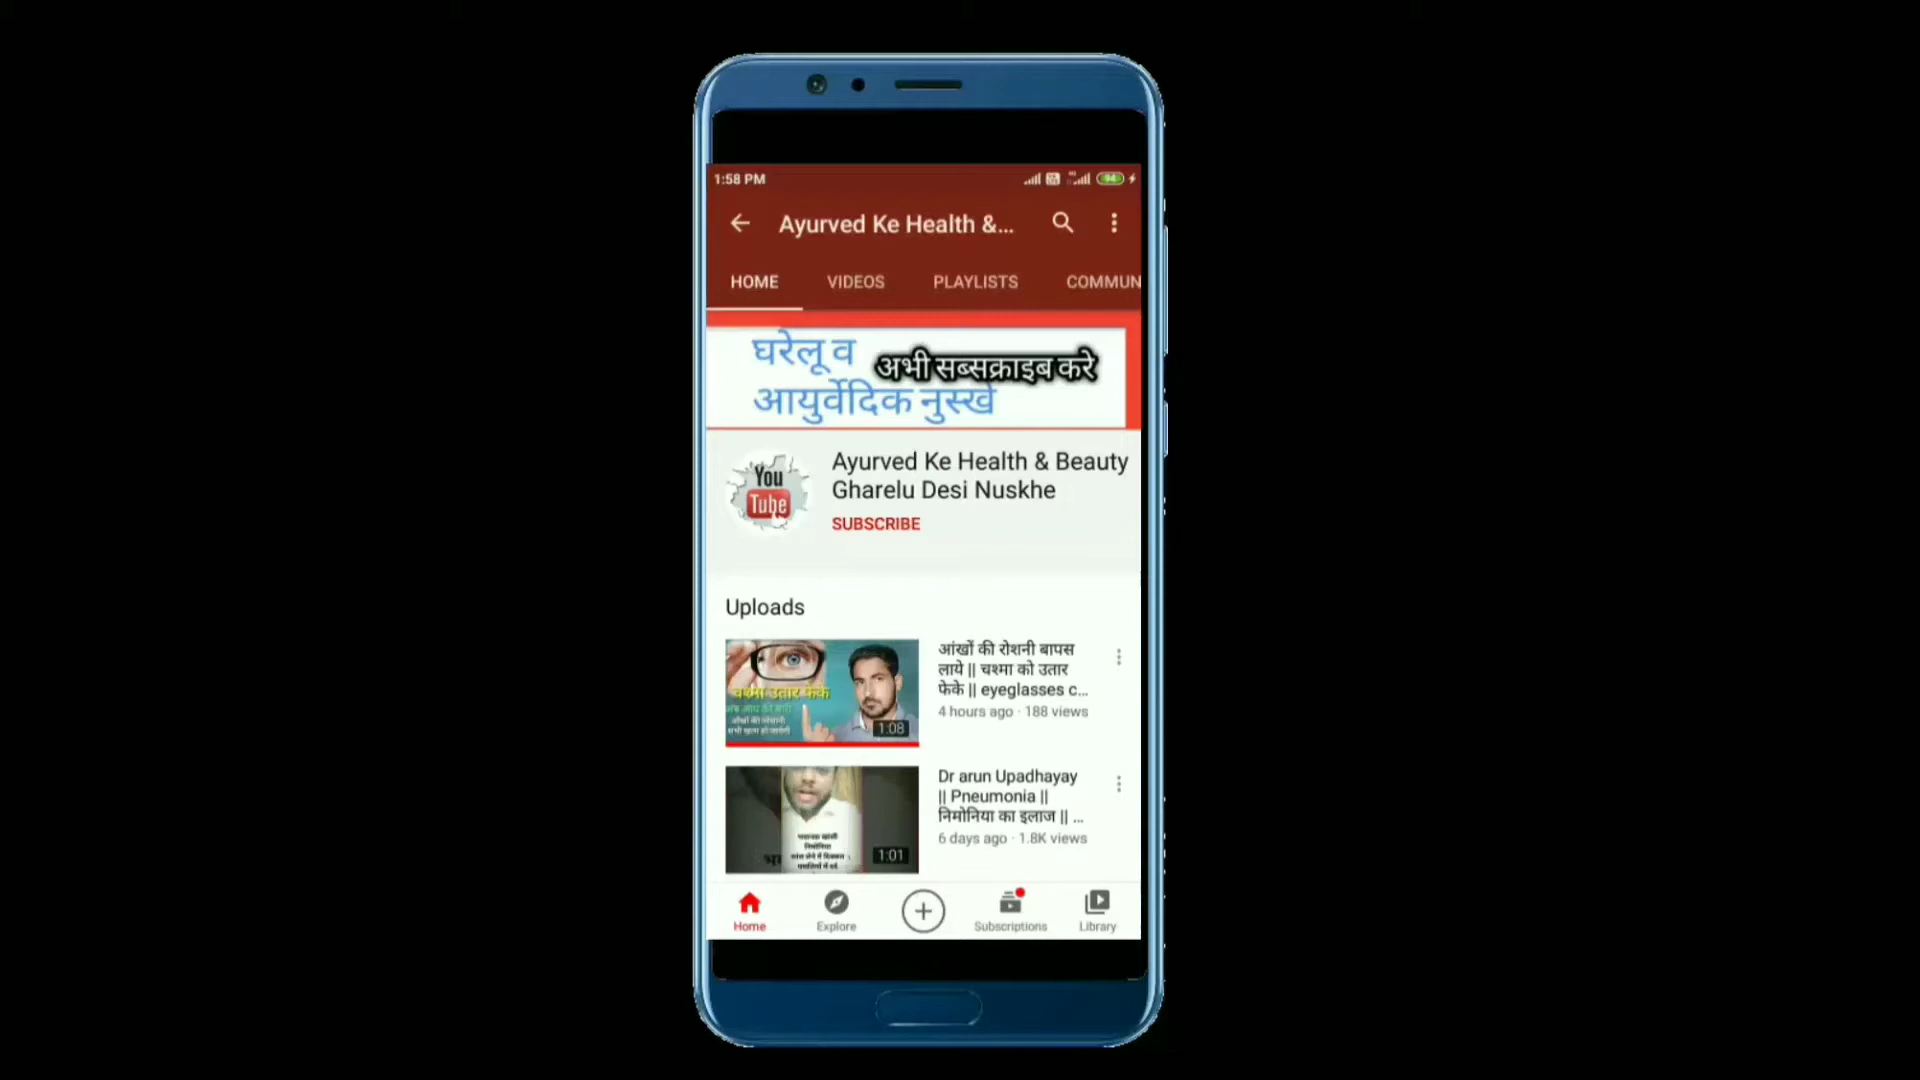 1:58 PM
94
Ayurved Ke Health &...
HOME VIDEOS PLAYLISTS COMMUN
घरेलू व
अभी सब्सक्राइब करे
आयुर्वेदिक नुस्खे
You
Tube
Ayurved Ke Health & Beauty
Gharelu Desi Nuskhe
SUBSCRIBE
Uploads
चश्मा उतार फेके
1:08
आंखों की रोशनी बापस
लाये || चश्मा को उतार
फेके || eyeglasses c...
4 hours ago · 188 views
निमोनिया
1:01
Dr arun Upadhayay
|| Pneumonia ||
निमोनिया का इलाज || ...
6 days ago · 1.8K views
Home Explore Subscriptions Library